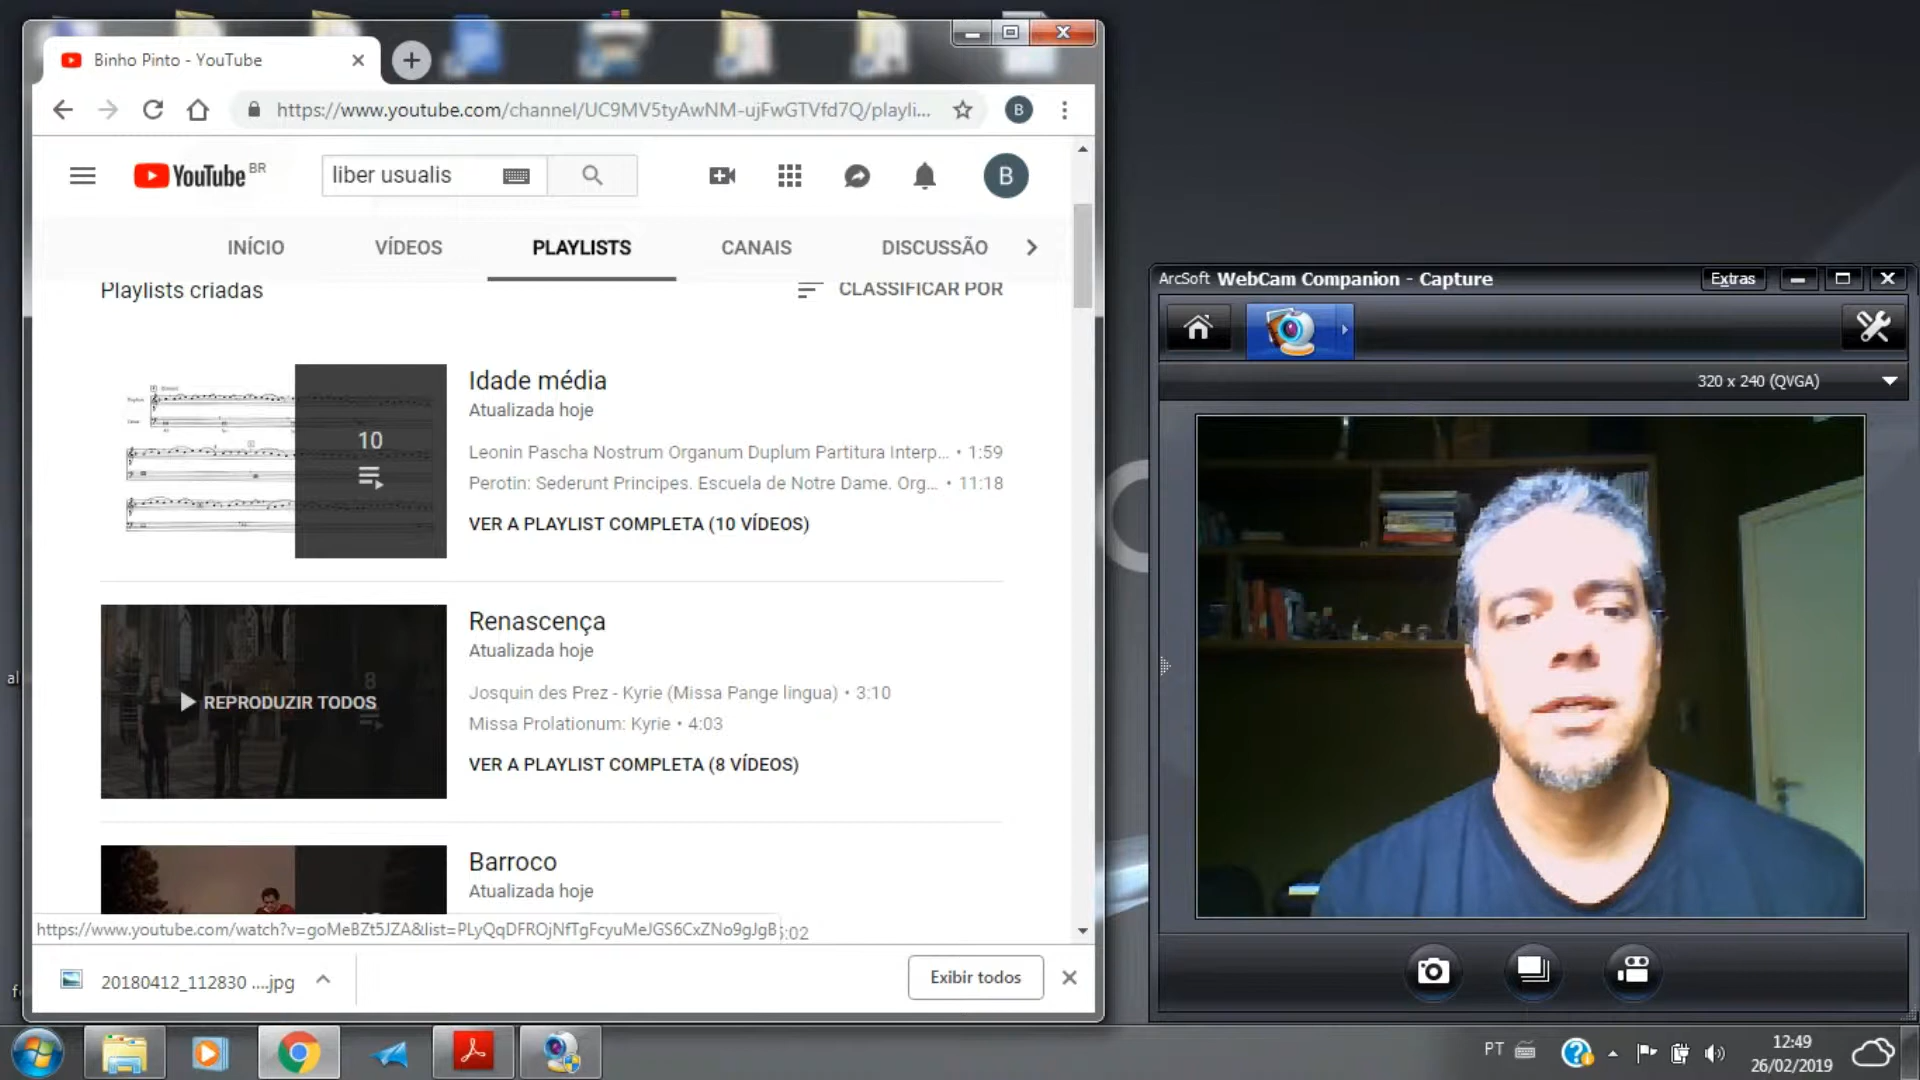 Binho Pinto - YouTube
https://www.youtube.com/channel/UC9MV5tyAwNM-ujFwGTVfd7Q/playli...
B
YouTube BR
liber usualis
B
INÍCIO
VÍDEOS
PLAYLISTS
CANAIS
DISCUSSÃO
Playlists criadas
CLASSIFICAR POR
10
Idade média
Atualizada hoje
Leonin Pascha Nostrum Organum Duplum Partitura Interp... • 1:59
Perotin: Sederunt Principes. Escuela de Notre Dame. Org... • 11:18
VER A PLAYLIST COMPLETA (10 VÍDEOS)
8
REPRODUZIR TODOS
Renascença
Atualizada hoje
Josquin des Prez - Kyrie (Missa Pange lingua) • 3:10
Missa Prolationum: Kyrie • 4:03
VER A PLAYLIST COMPLETA (8 VÍDEOS)
Barroco
Atualizada hoje
https://www.youtube.com/watch?v=goMeBZt5JZA&list=PLyQqDFROjNfTgFcyuMeJGS6CxZNo9gJgB
:02
20180412_112830 ....jpg
Exibir todos
ArcSoft WebCam Companion - Capture
Extras
320 x 240 (QVGA)
PT
12:49
26/02/2019